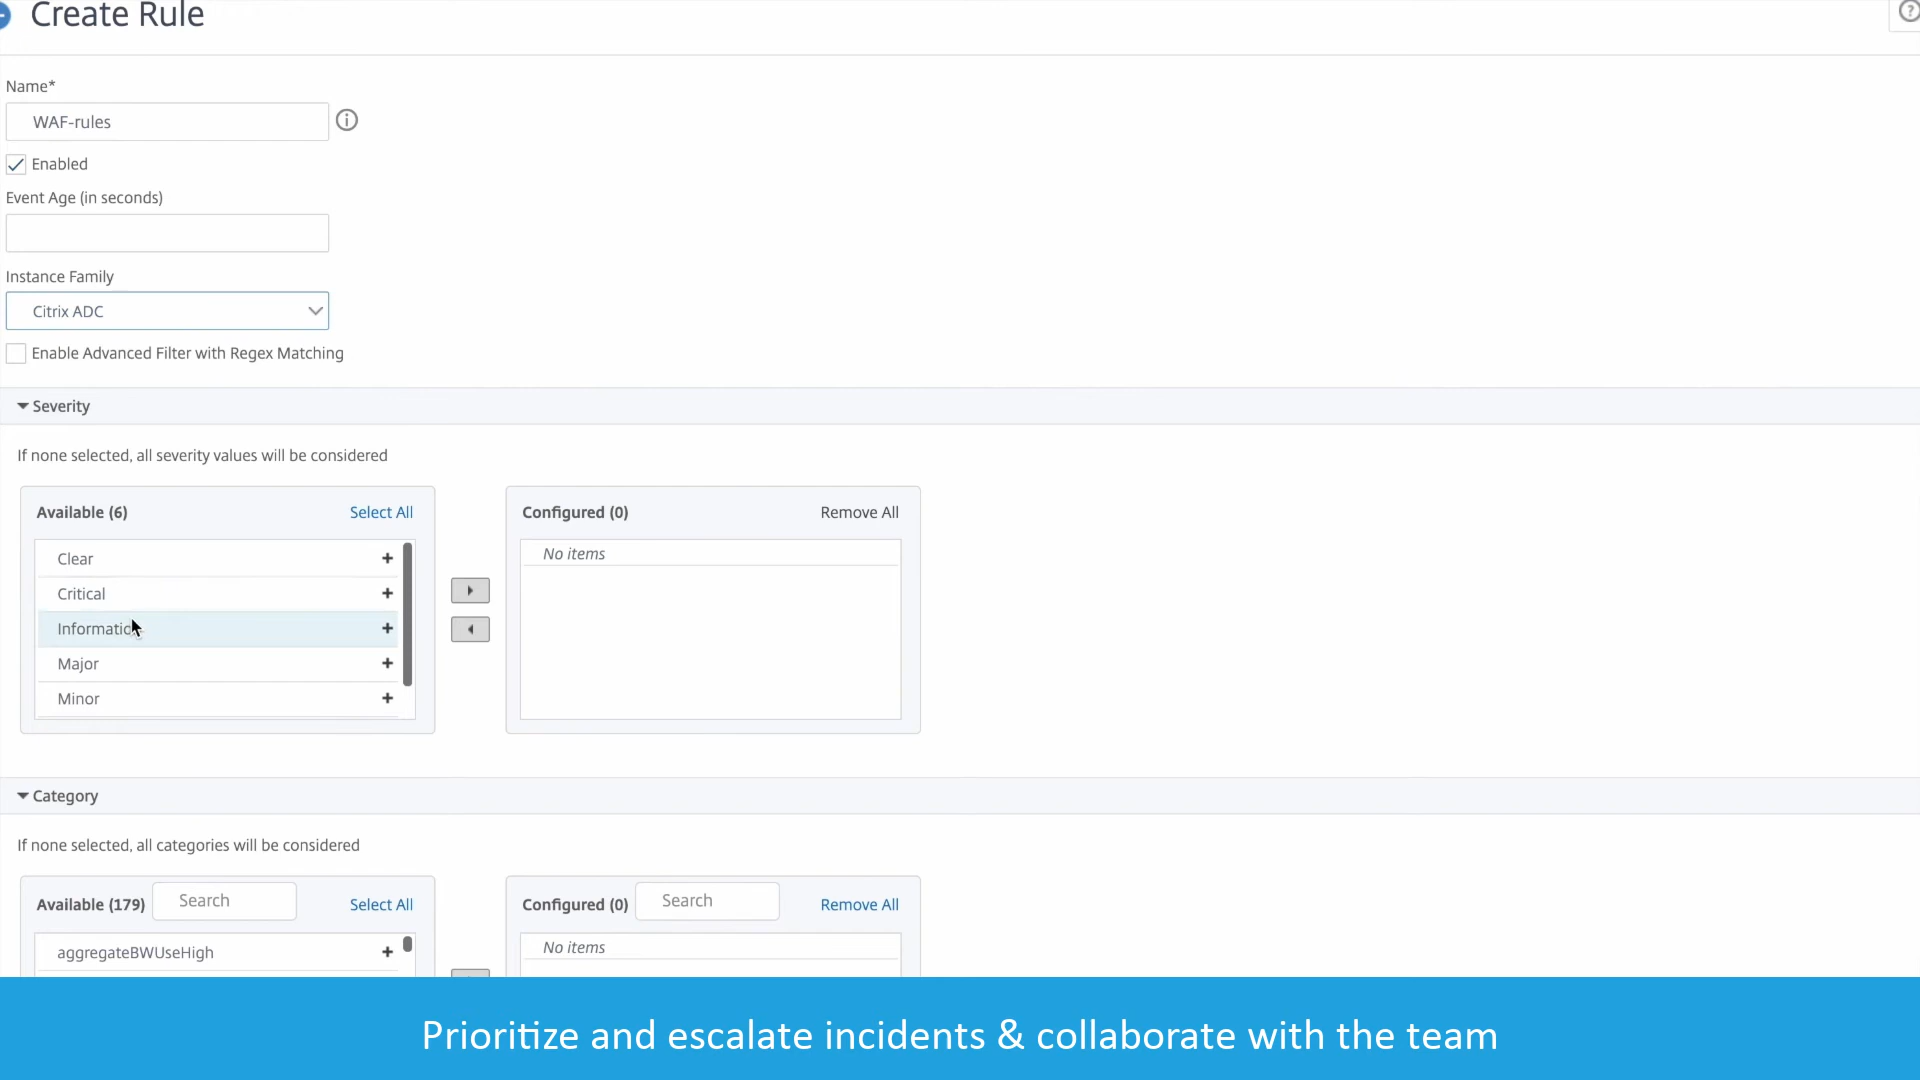 Create Rule
Name*
WAF-rules
Enabled
Event Age (in seconds)
Instance Family
Citrix ADC
Enable Advanced Filter with Regex Matching
Severity
If none selected, all severity values will be considered
Available (6) Select All
Configured (0) Remove All
Clear
Critical
Informatio
Major
Minor
No items
Category
If none selected, all categories will be considered
Available (179) Search Select All
Configured (0) Search Remove All
aggregateBWUseHigh
No items
Prioritize and escalate incidents & collaborate with the team